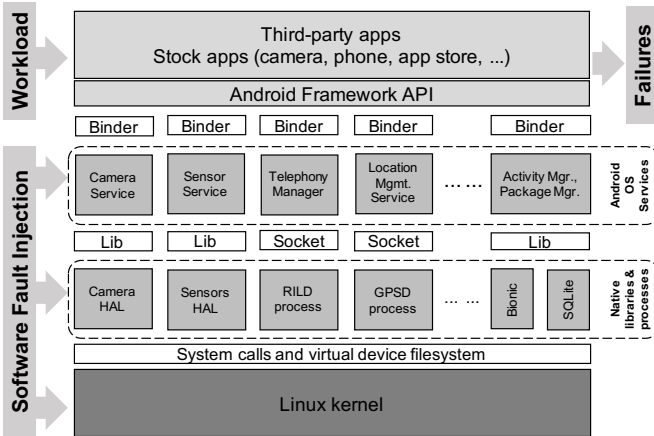 Workload
Third-party apps
Stock apps (camera, phone, app store, ...)
Failures
Android Framework API
Binder
Binder
Binder
Binder
Binder
Software Fault Injection
Camera
Service
Sensor
Service
Telephony
Manager
Location
Mgmt.
Service
... ...
Activity Mgr.,
Package Mgr.
Android
OS
Services
Lib
Lib
Socket
Socket
Lib
Camera
HAL
Sensors
HAL
RILD
process
GPSD
process
... ...
Bionic
SQLite
Native
libraries &
processes
System calls and virtual device filesystem
Linux kernel